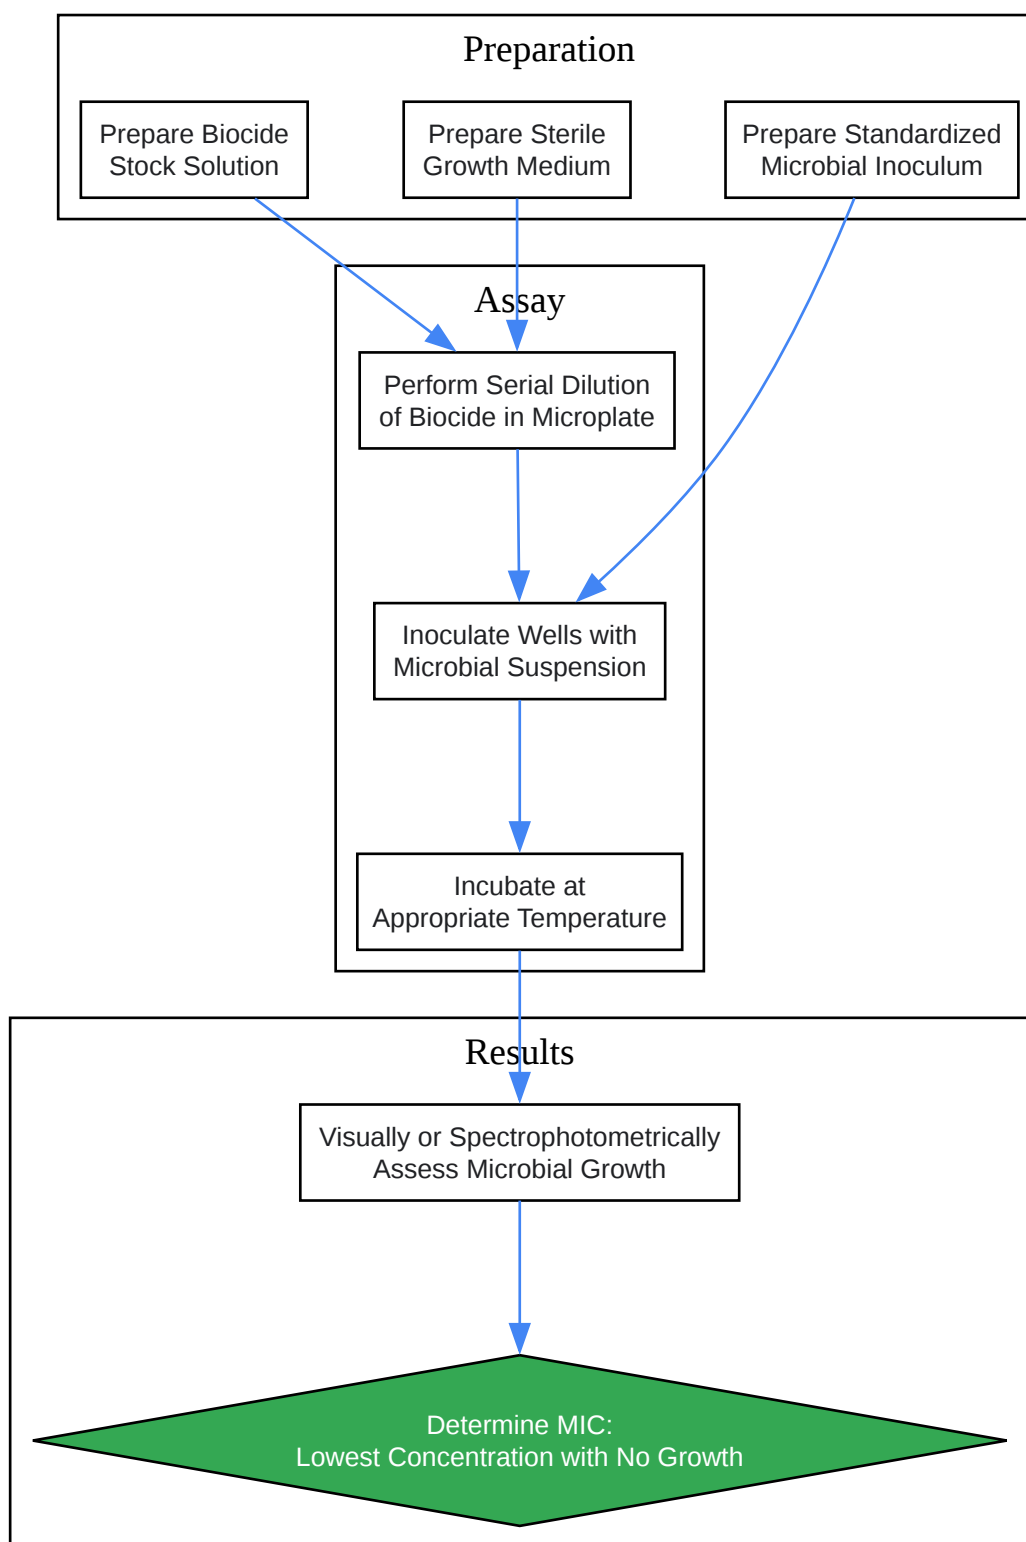 Preparation
Prepare Biocide
Stock Solution
Prepare Sterile
Growth Medium
Prepare Standardized
Microbial Inoculum
Assay
Perform Serial Dilution
of Biocide in Microplate
Inoculate Wells with
Microbial Suspension
Incubate at
Appropriate Temperature
Results
Visually or Spectrophotometrically
Assess Microbial Growth
Determine MIC:
Lowest Concentration with No Growth